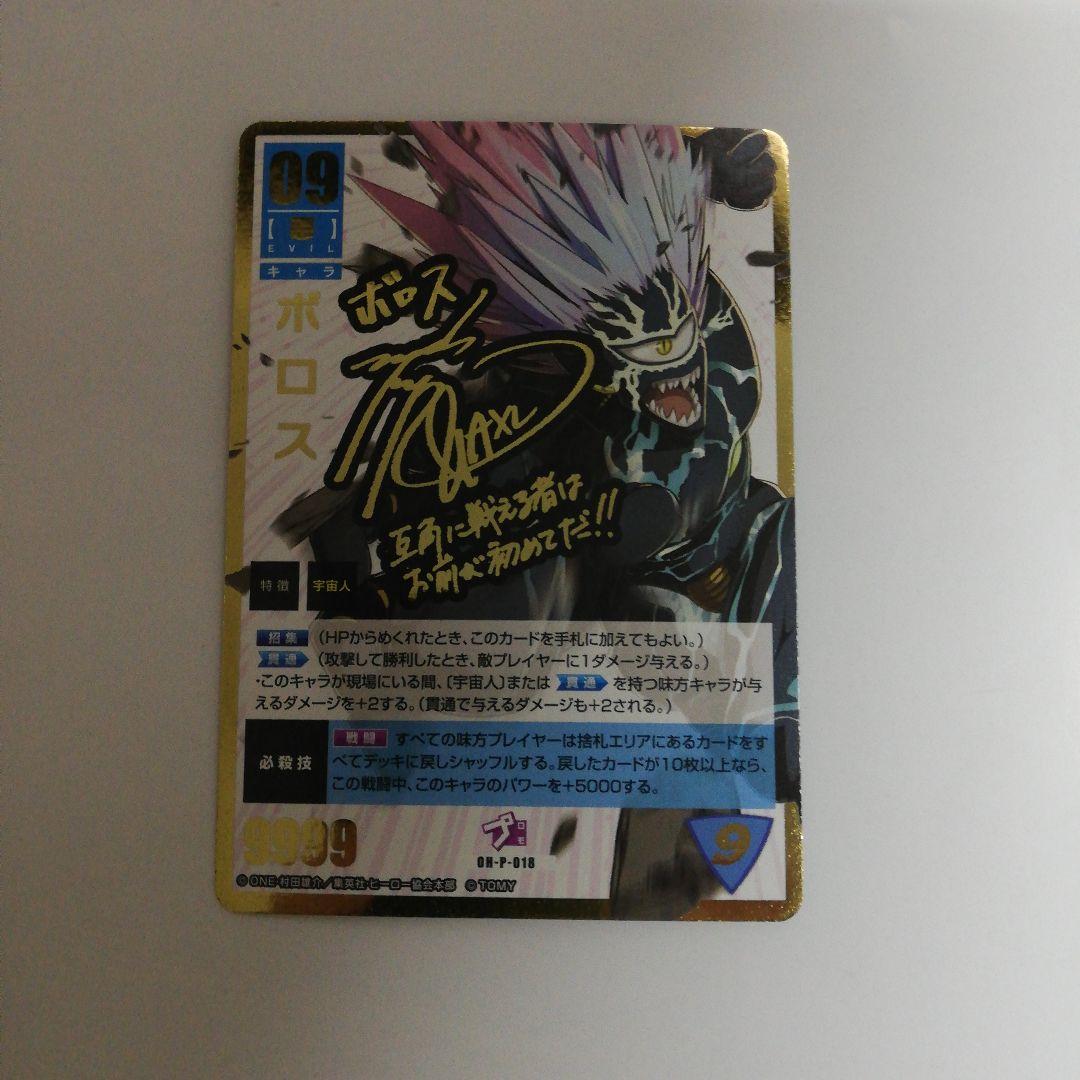 09
【悪】
EVIL
キャラ
ボロス
ボロス
AXL
互角に戦える者は
お前が初めてだ!!
特徴 宇宙人
招集 (HPからめくれたとき、このカードを手札に加えてもよい。)
貫通 (攻撃して勝利したとき、敵プレイヤーに1ダメージ与える。)
・このキャラが現場にいる間、〔宇宙人〕または 貫通 を持つ味方キャラが与
えるダメージを+2する。(貫通で与えるダメージも+2される。)
必殺技
戦闘 すべての味方プレイヤーは捨札エリアにあるカードをす
べてデッキに戻しシャッフルする。戻したカードが10枚以上なら、
この戦闘中、このキャラのパワーを+5000する。
9999
プロモ
OH-P-018
9
©ONE・村田雄介/集英社・ヒーロー協会本部 ©TOMY